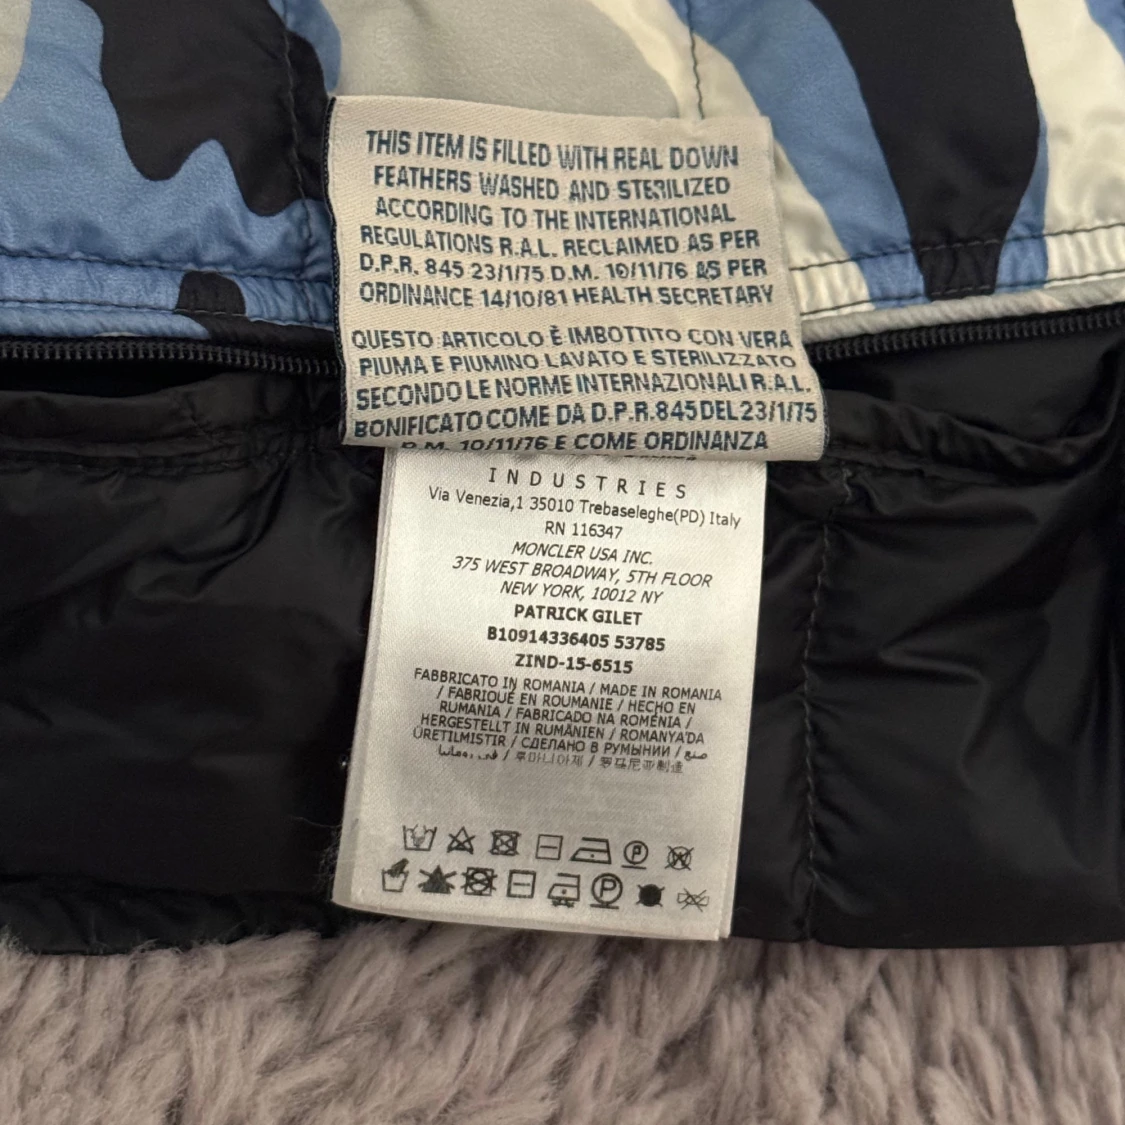 THIS ITEM IS FILLED WITH REAL DOWN
FEATHERS WASHED AND STERILIZED
ACCORDING TO THE INTERNATIONAL
REGULATIONS R.A.L. RECLAIMED AS PER
D.P.R. 845 23/1/75 D.M. 10/11/76 AS PER
ORDINANCE 14/10/81 HEALTH SECRETARY
QUESTO ARTICOLO È IMBOTTITO CON VERA
PIUMA E PIUMINO LAVATO E STERILIZZATO
SECONDO LE NORME INTERNAZIONALI R.A.L.
BONIFICATO COME DA D.P.R.845 DEL 23/1/75
D.M. 10/11/76 E COME ORDINANZA
INDUSTRIES
Via Venezia,1 35010 Trebaseleghe(PD) Italy
RN 116347
MONCLER USA INC.
375 WEST BROADWAY, 5TH FLOOR
NEW YORK, 10012 NY
PATRICK GILET
B10914336405 53785
ZIND-15-6515
FABBRICATO IN ROMANIA / MADE IN ROMANIA
/ FABRIQUÉ EN ROUMANIE / HECHO EN
RUMANIA / FABRICADO NA ROMÉNIA /
HERGESTELLT IN RUMÄNIEN / ROMANYA'DA
ÜRETILMISTIR / СДЕЛАНО В РУМЫНИИ / صنع
في رومانيا / 루마니아제 / 罗马尼亚制造